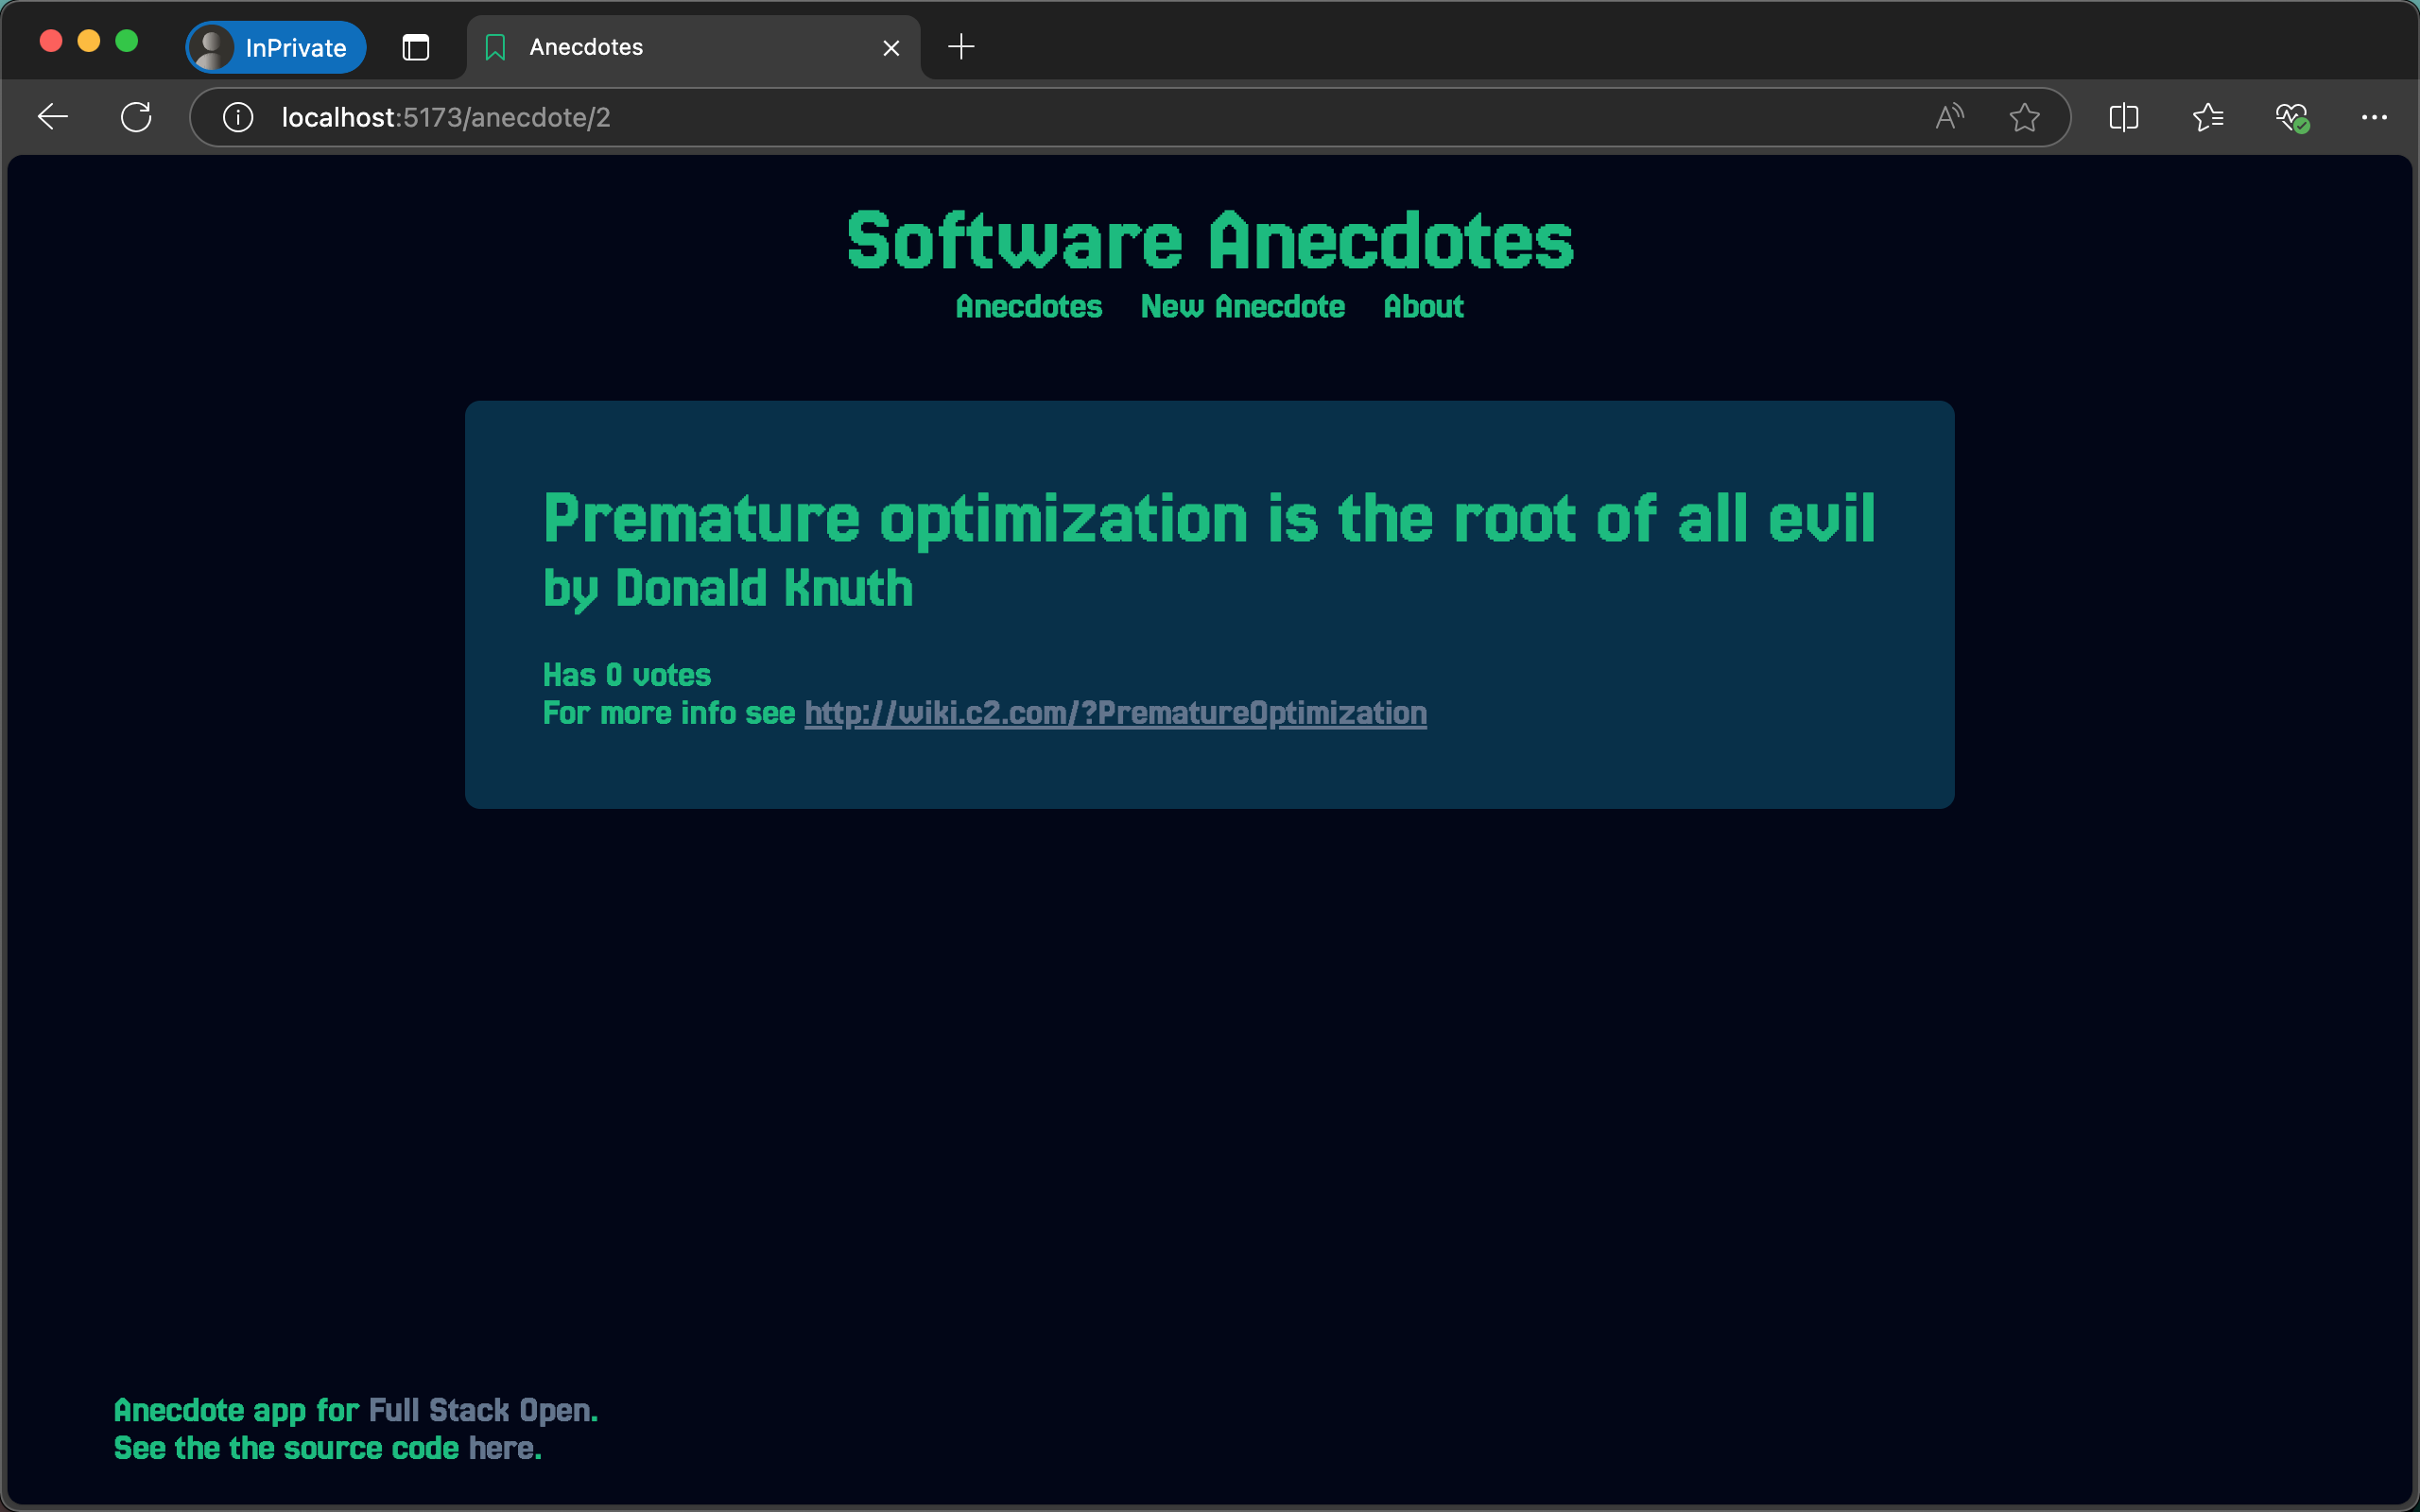 InPrivate
Anecdotes
localhost:5173/anecdote/2
Software Anecdotes
Anecdotes New Anecdote About
Premature optimization is the root of all evil
by Donald Knuth
Has 0 votes
For more info see http://wiki.c2.com/?PrematureOptimization
Anecdote app for Full Stack Open.
See the the source code here.